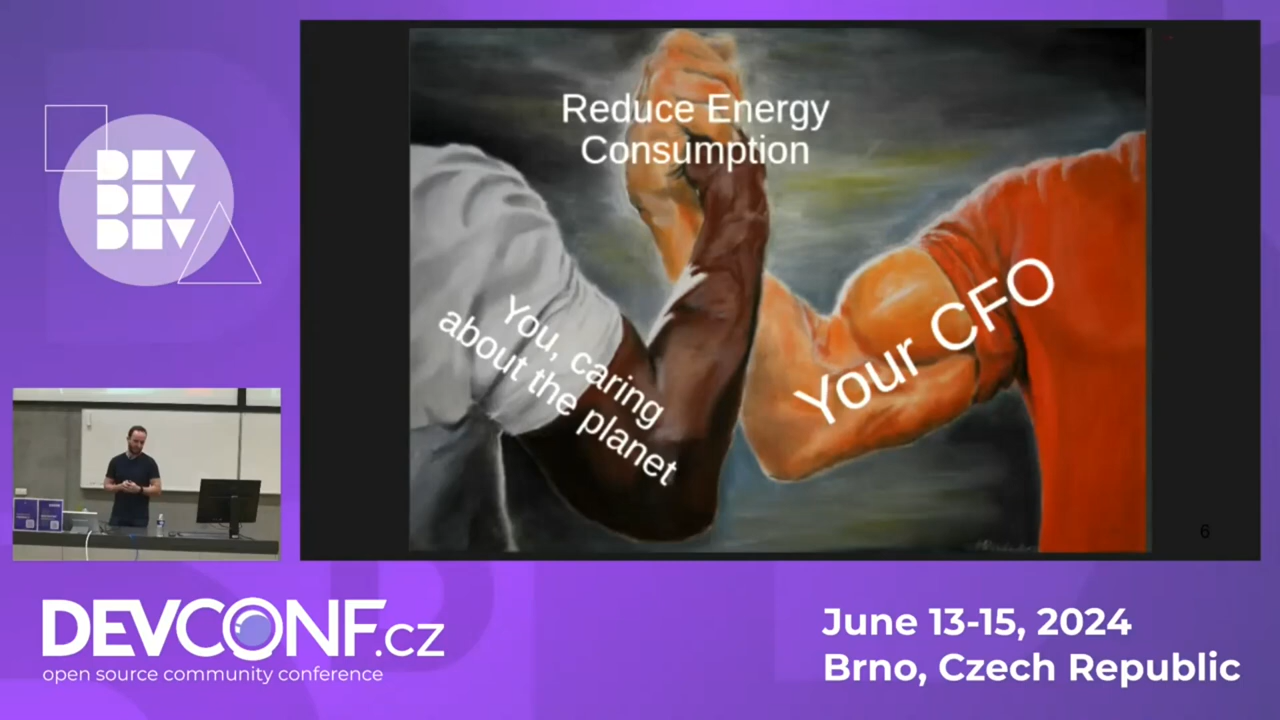 DEV
DEV
DEV
Reduce Energy
Consumption
You, caring
about the planet
Your CFO
6
DEVCONF.CZ
open source community conference
June 13-15, 2024
Brno, Czech Republic